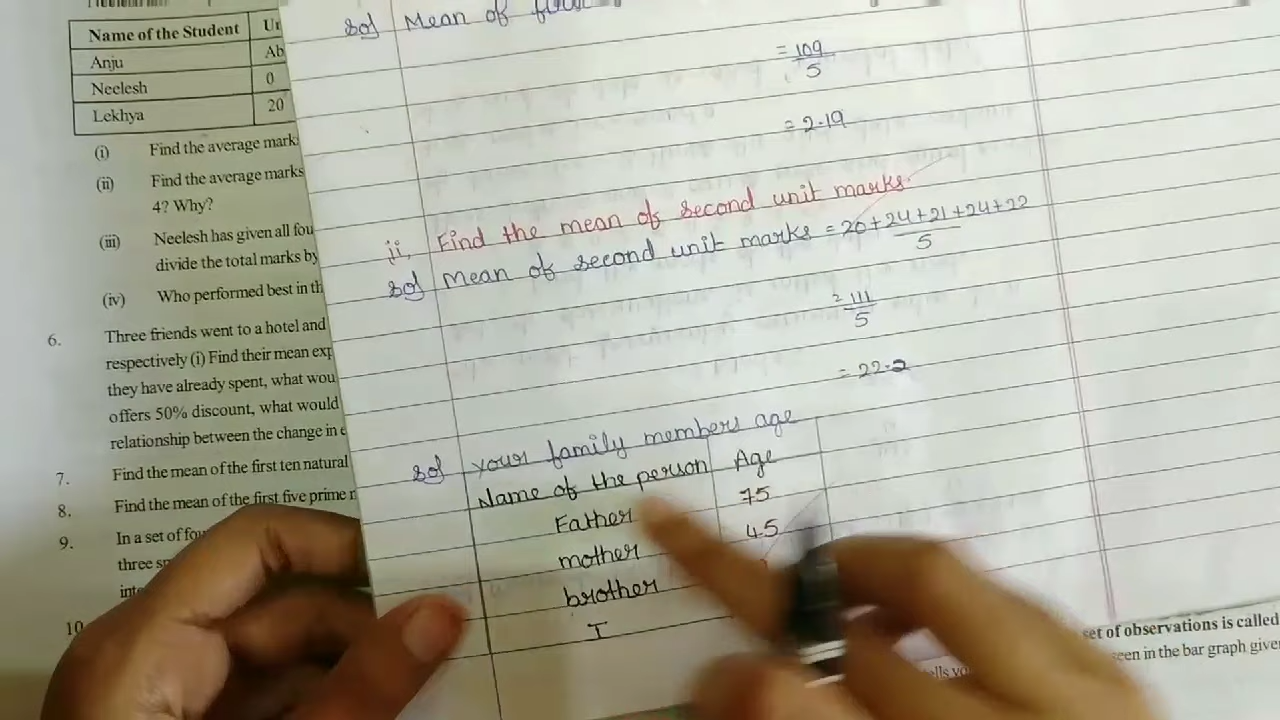 Name of the Student
Anju Ab
Neelesh 0
Lekhya 20
(i) Find the average marks
(ii) Find the average marks
4? Why?
(iii) Neelesh has given all fou
divide the total marks by
(iv) Who performed best in th
6. Three friends went to a hotel and
respectively (i) Find their mean exp
they have already spent, what wou
offers 50% discount, what would
relationship between the change in
7. Find the mean of the first ten natural
8. Find the mean of the first five prime n
9. In a set of fou
three
10
sol Mean of first
= 109
5
= 2.19
ii, Find the mean of second unit marks.
sol Mean of second unit marks = 20+24+21+24+22
5
= 111
5
= 22.2
sol your family members age
Name of the person Age
Father 75
mother 45
brother
I
set of observations is called
seen in the bar graph give